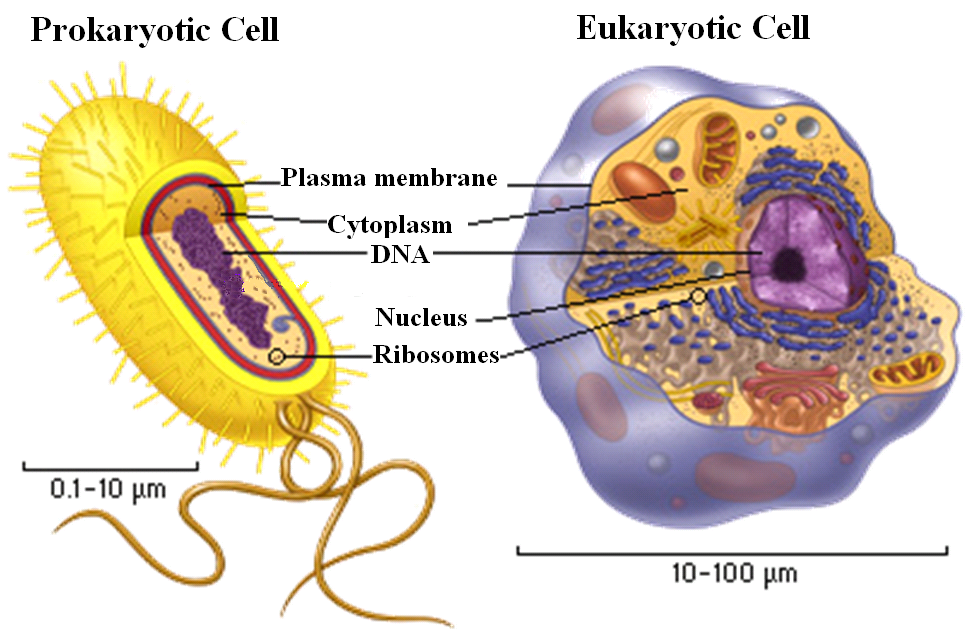 Prokaryotic Cell
Eukaryotic Cell
Plasma membrane
Cytoplasm
DNA
Nucleus
Ribosomes
0.1–10 µm
10–100 µm